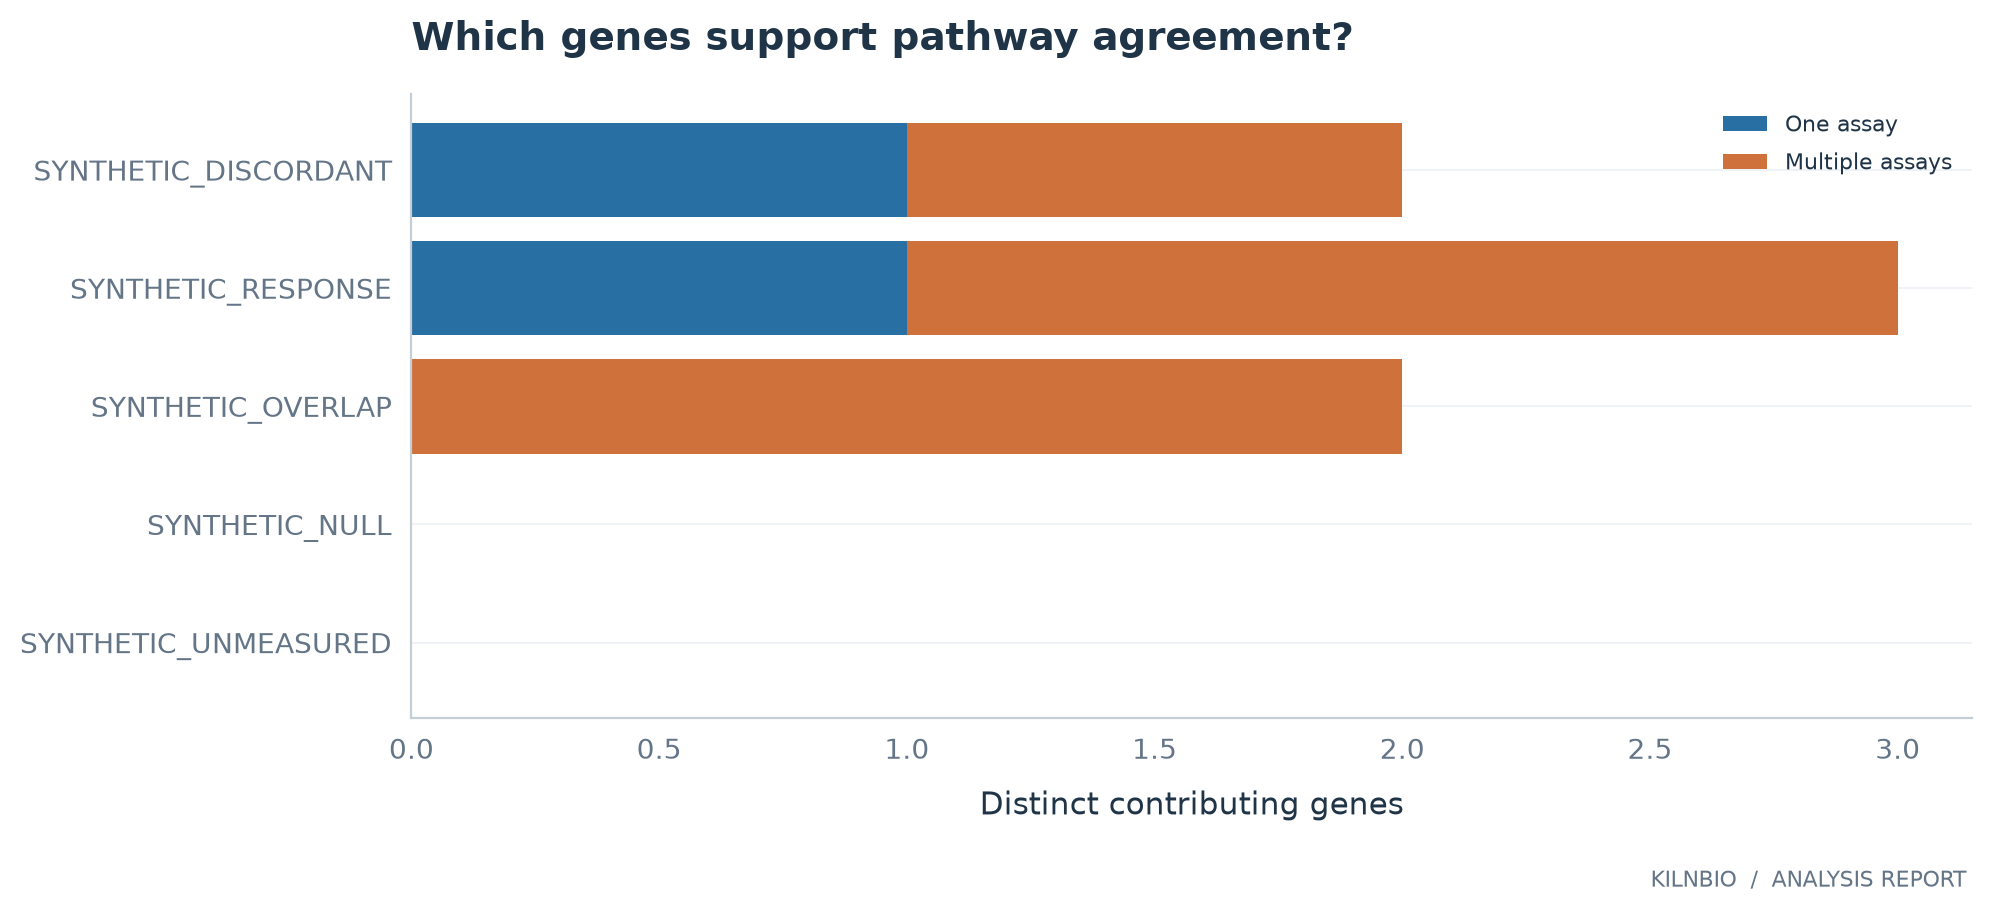 Which genes support pathway agreement?
One assay
Multiple assays
SYNTHETIC_DISCORDANT
SYNTHETIC_RESPONSE
SYNTHETIC_OVERLAP
SYNTHETIC_NULL
SYNTHETIC_UNMEASURED
0.0 0.5 1.0 1.5 2.0 2.5 3.0
Distinct contributing genes
KILNBIO / ANALYSIS REPORT